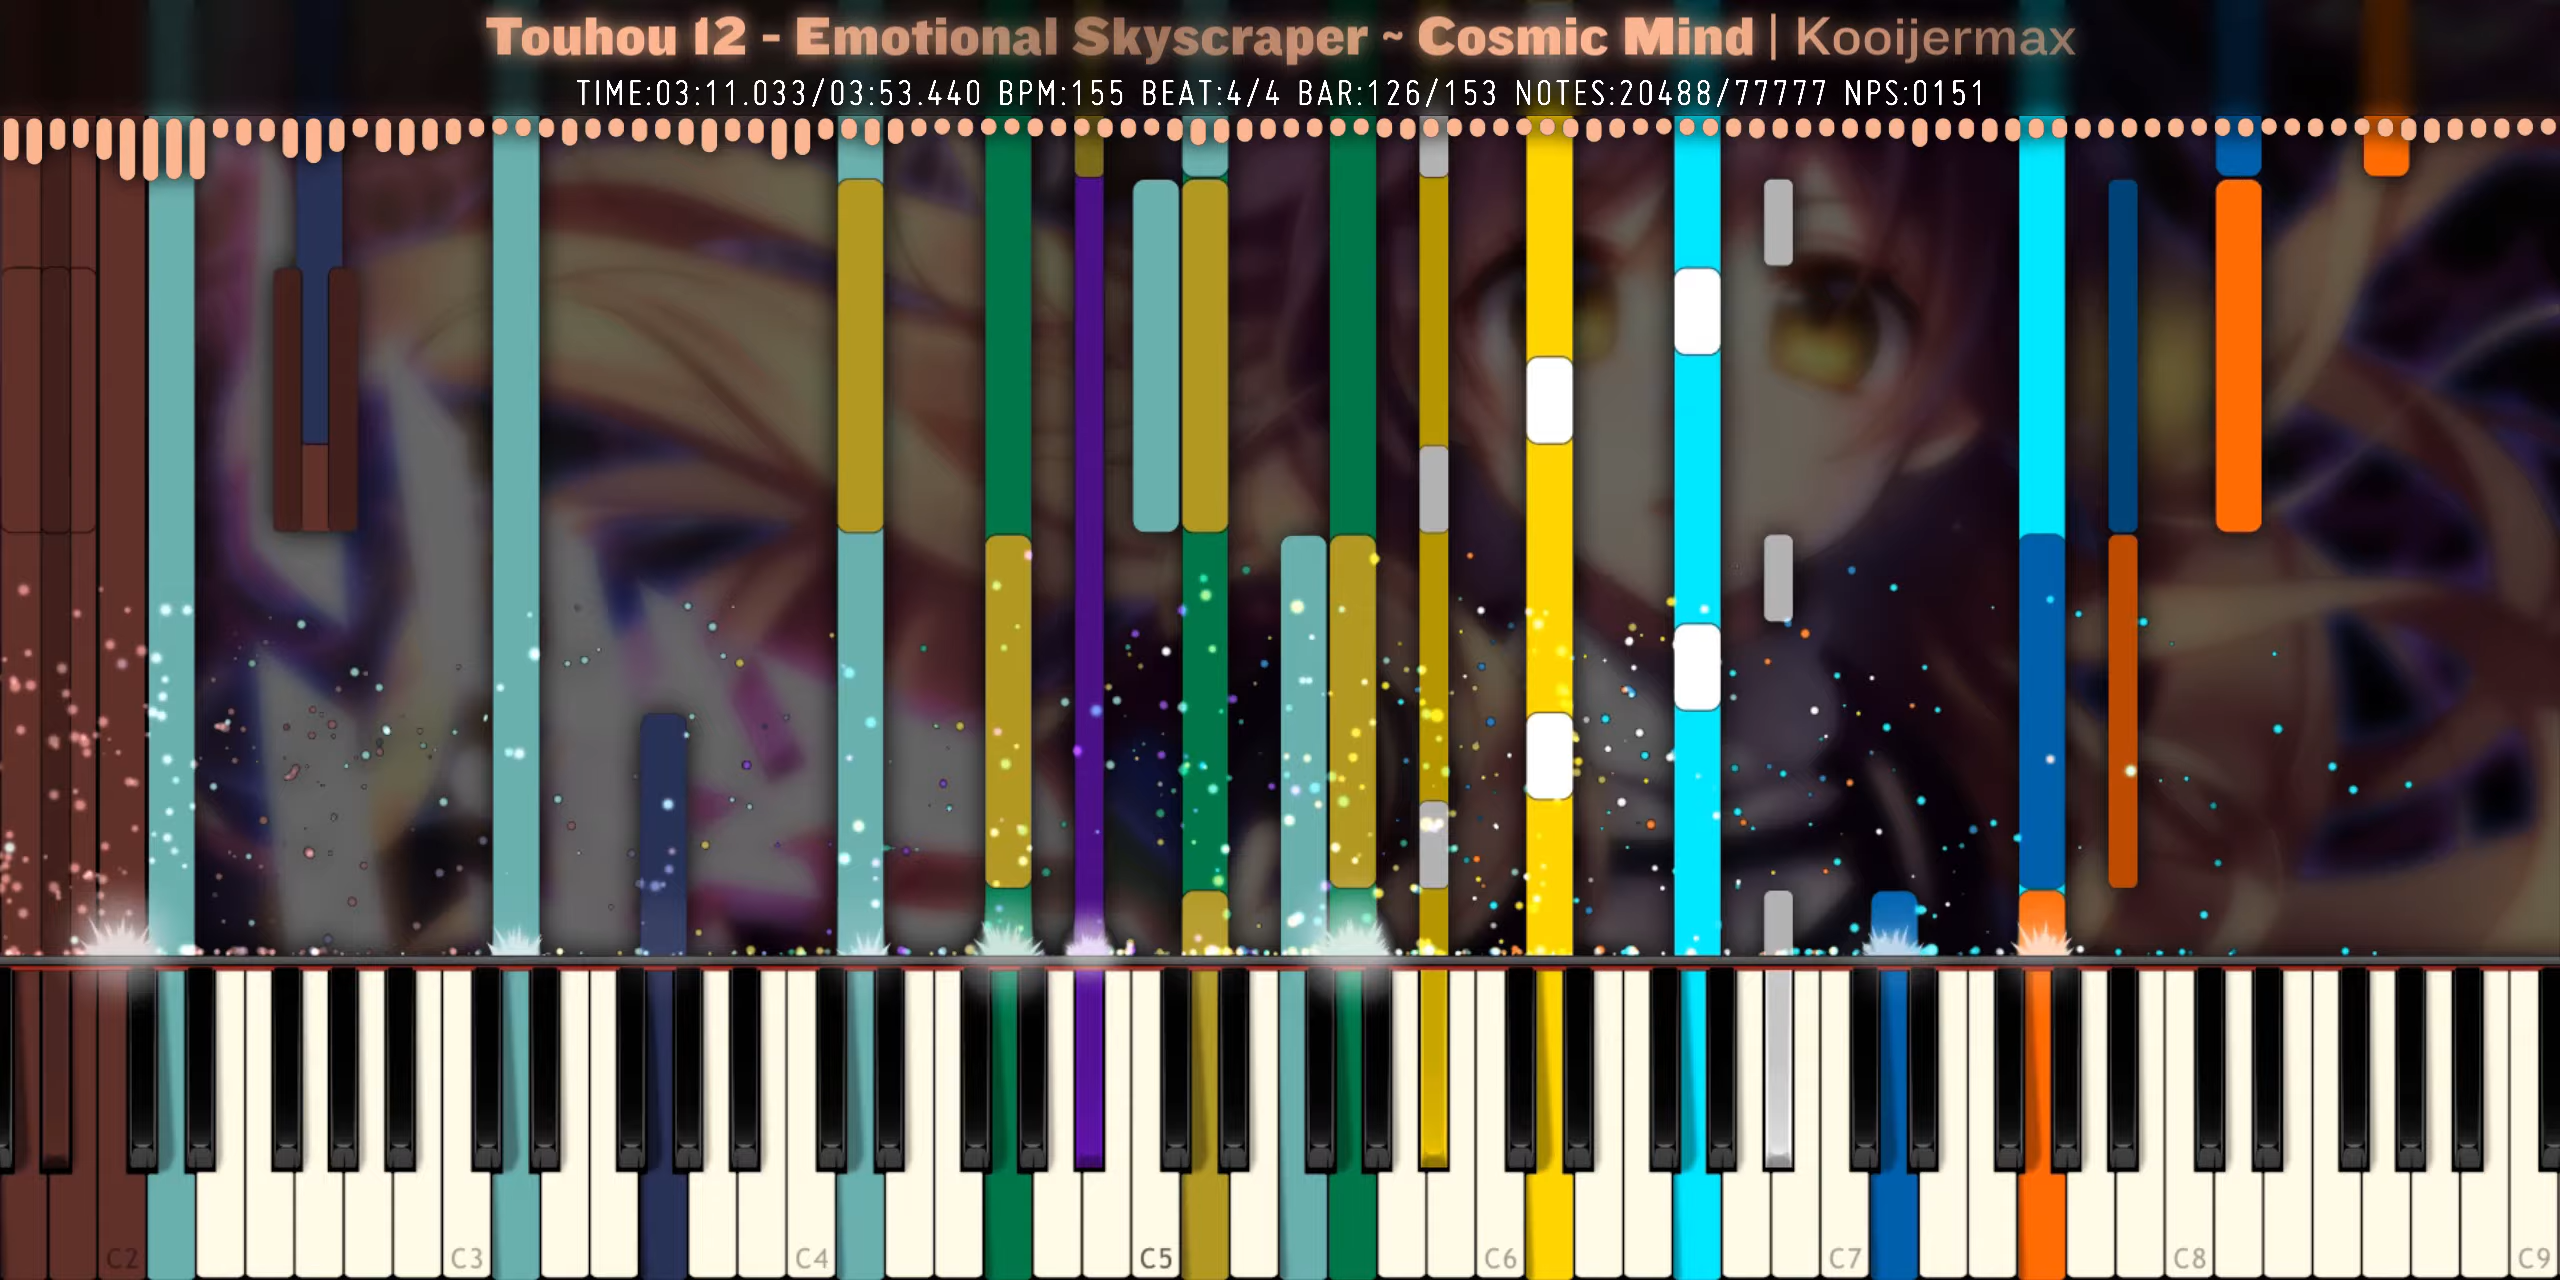 Touhou 12 - Emotional Skyscraper ~ Cosmic Mind | Kooijermax
TIME:03:11.033/03:53.440 BPM:155 BEAT:4/4 BAR:126/153 NOTES:20488/77777 NPS:0151
C2 C3 C4 C5 C6 C7 C8 C9